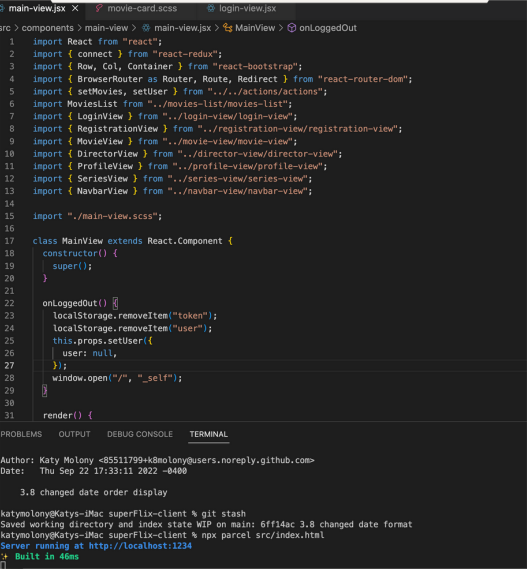 main-view.jsx movie-card.scss login-view.jsx
src > components > main-view > main-view.jsx > MainView > onLoggedOut
1 import React from "react";
2 import { connect } from "react-redux";
3 import { Row, Col, Container } from "react-bootstrap";
4 import { BrowserRouter as Router, Route, Redirect } from "react-router-dom";
5 import { setMovies, setUser } from "../../actions/actions";
6 import MoviesList from "../movies-list/movies-list";
7 import { LoginView } from "../login-view/login-view";
8 import { RegistrationView } from "../registration-view/registration-view";
9 import { MovieView } from "../movie-view/movie-view";
10 import { DirectorView } from "../director-view/director-view";
11 import { ProfileView } from "../profile-view/profile-view";
12 import { SeriesView } from "../series-view/series-view";
13 import { NavbarView } from "../navbar-view/navbar-view";
14
15 import "./main-view.scss";
16
17 class MainView extends React.Component {
18 constructor() {
19 super();
20 }
21
22 onLoggedOut() {
23 localStorage.removeItem("token");
24 localStorage.removeItem("user");
25 this.props.setUser({
26 user: null,
27 });
28 window.open("/", "_self");
29 }
30
31 render() {
PROBLEMS OUTPUT DEBUG CONSOLE TERMINAL
Author: Katy Molony <85511799+k8molony@users.noreply.github.com>
Date: Thu Sep 22 17:33:11 2022 -0400
3.8 changed date order display
katymolony@Katys-iMac superFlix-client % git stash
Saved working directory and index state WIP on main: 6ff14ac 3.8 changed date format
katymolony@Katys-iMac superFlix-client % npx parcel src/index.html
Server running at http://localhost:1234
✨ Built in 46ms